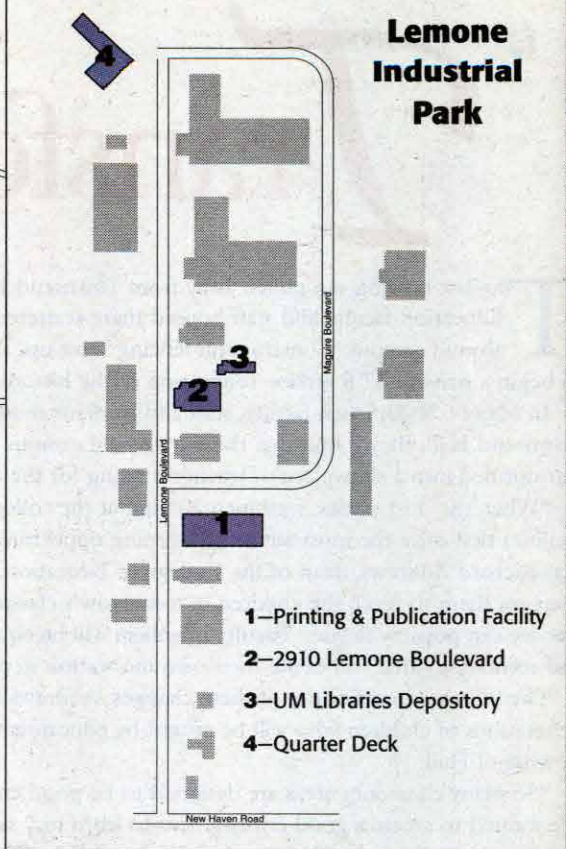 Lemone
Industrial
Park
4
3
2
1
Lemone Boulevard
Maguire Boulevard
1–Printing & Publication Facility
2–2910 Lemone Boulevard
3–UM Libraries Depository
4–Quarter Deck
New Haven Road